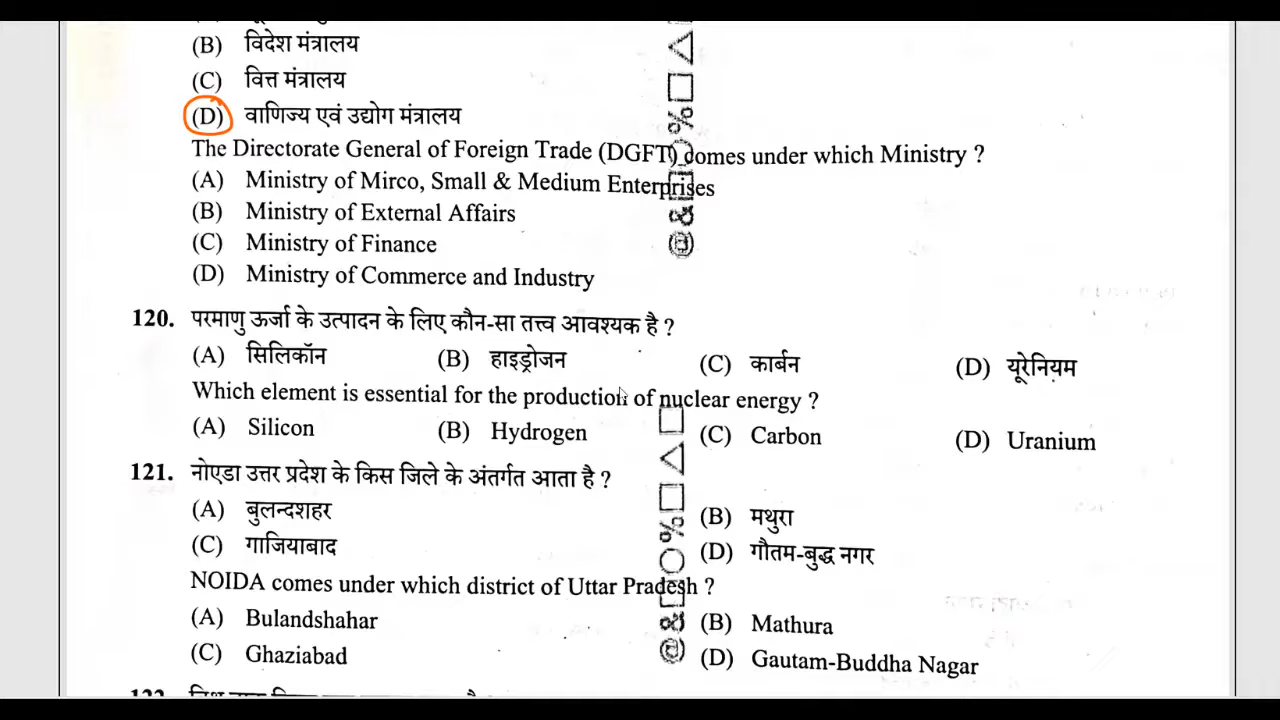 (B) विदेश मंत्रालय
(C) वित्त मंत्रालय
(D) वाणिज्य एवं उद्योग मंत्रालय
The Directorate General of Foreign Trade (DGFT) comes under which Ministry ?
(A) Ministry of Mirco, Small & Medium Enterprises
(B) Ministry of External Affairs
(C) Ministry of Finance
(D) Ministry of Commerce and Industry
120. परमाणु ऊर्जा के उत्पादन के लिए कौन-सा तत्त्व आवश्यक है ?
(A) सिलिकॉन (B) हाइड्रोजन (C) कार्बन (D) यूरेनियम
Which element is essential for the production of nuclear energy ?
(A) Silicon (B) Hydrogen (C) Carbon (D) Uranium
121. नोएडा उत्तर प्रदेश के किस जिले के अंतर्गत आता है ?
(A) बुलन्दशहर (B) मथुरा
(C) गाजियाबाद (D) गौतम-बुद्ध नगर
NOIDA comes under which district of Uttar Pradesh ?
(A) Bulandshahar (B) Mathura
(C) Ghaziabad (D) Gautam-Buddha Nagar